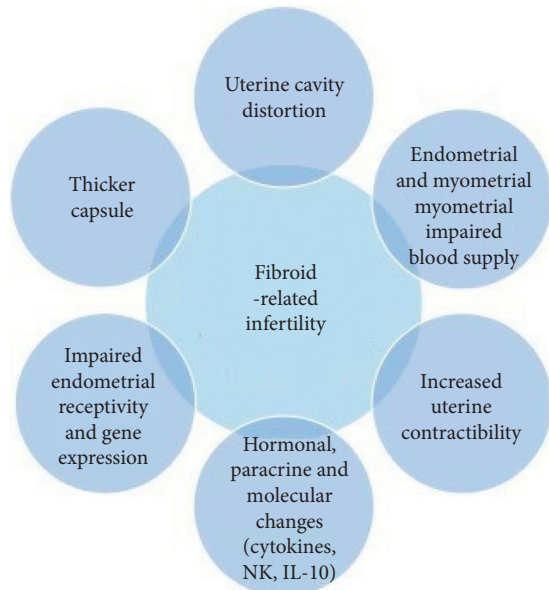 Uterine cavity
distortion
Endometrial
and myometrial
myometrial
impaired
blood supply
Increased
uterine
contractibility
Hormonal,
paracrine and
molecular
changes
(cytokines,
NK, IL-10)
Impaired
endometrial
receptivity
and gene
expression
Thicker
capsule
Fibroid
-related
infertility